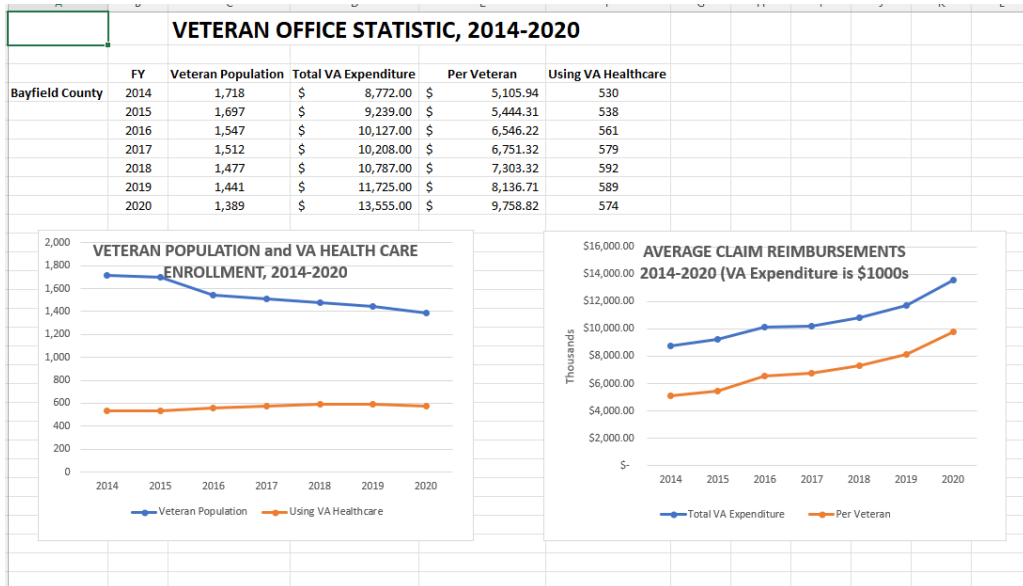 VETERAN OFFICE STATISTIC, 2014-2020
FY Veteran Population Total VA Expenditure Per Veteran Using VA Healthcare
Bayfield County 2014 1,718 $ 8,772.00 $ 5,105.94 530
2015 1,697 $ 9,239.00 $ 5,444.31 538
2016 1,547 $ 10,127.00 $ 6,546.22 561
2017 1,512 $ 10,208.00 $ 6,751.32 579
2018 1,477 $ 10,787.00 $ 7,303.32 592
2019 1,441 $ 11,725.00 $ 8,136.71 589
2020 1,389 $ 13,555.00 $ 9,758.82 574
VETERAN POPULATION and VA HEALTH CARE
ENROLLMENT, 2014-2020
2,000
1,800
1,600
1,400
1,200
1,000
800
600
400
200
0
2014 2015 2016 2017 2018 2019 2020
Veteran Population Using VA Healthcare
AVERAGE CLAIM REIMBURSEMENTS
2014-2020 (VA Expenditure is $1000s
Thousands
$16,000.00
$14,000.00
$12,000.00
$10,000.00
$8,000.00
$6,000.00
$4,000.00
$2,000.00
$-
2014 2015 2016 2017 2018 2019 2020
Total VA Expenditure Per Veteran